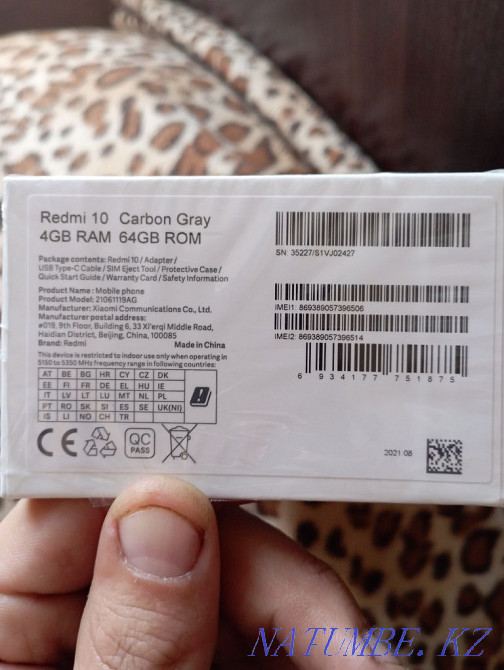 Redmi 10 Carbon Gray
4GB RAM 64GB ROM
Package contents: Redmi 10 / Adapter /
USB Type-C Cable / SIM Eject Tool / Protective Case /
Quick Start Guide / Warranty Card / Safety Information
Product Name : Mobile phone
Product Model: 21061119AG
Manufacturer: Xiaomi Communications Co., Ltd.
Manufacturer postal address:
#019, 9th Floor, Building 6, 33 Xi'erqi Middle Road,
Haidian District, Beijing, China, 100085
Brand: Redmi Made in China
This device is restricted to indoor use only when operating in
5150 to 5350 MHz frequency range in following countries:
AT BE BG HR CY CZ DK
EE FI FR DE EL HU IE
IT LV LT LU MT NL PL
PT RO SK SI ES SE UK(NI)
IS LI NO CH TR
CE
QC
PASS
SN: 35227/S1VJ02427
IMEI1: 869389057396506
IMEI2: 869389057396514
6 934177 751875
2021 08
NATUMBE.KZ